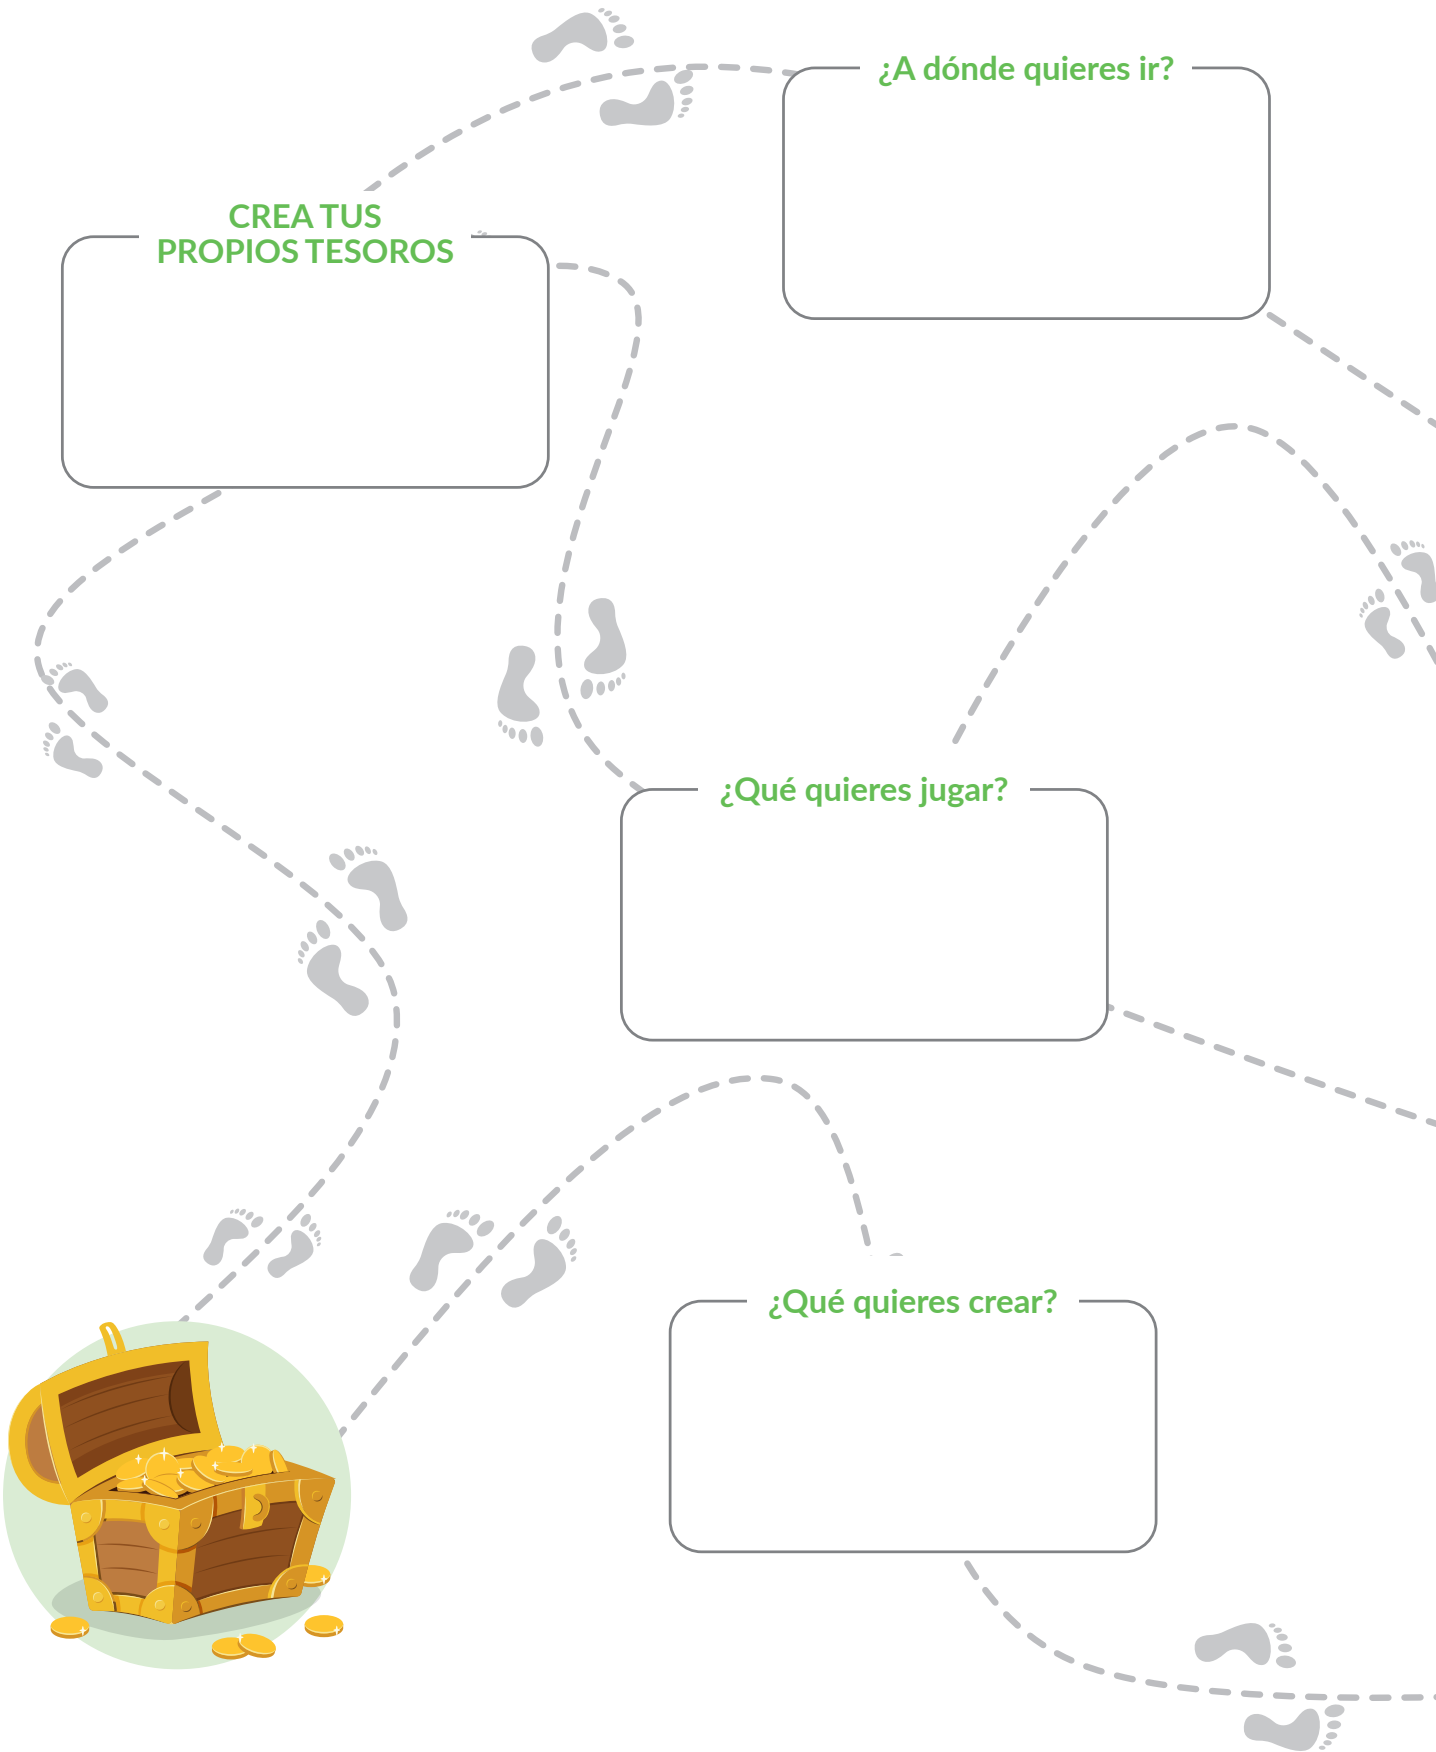 ¿A dónde quieres ir?
CREA TUS
PROPIOS TESOROS
¿Qué quieres jugar?
¿Qué quieres crear?